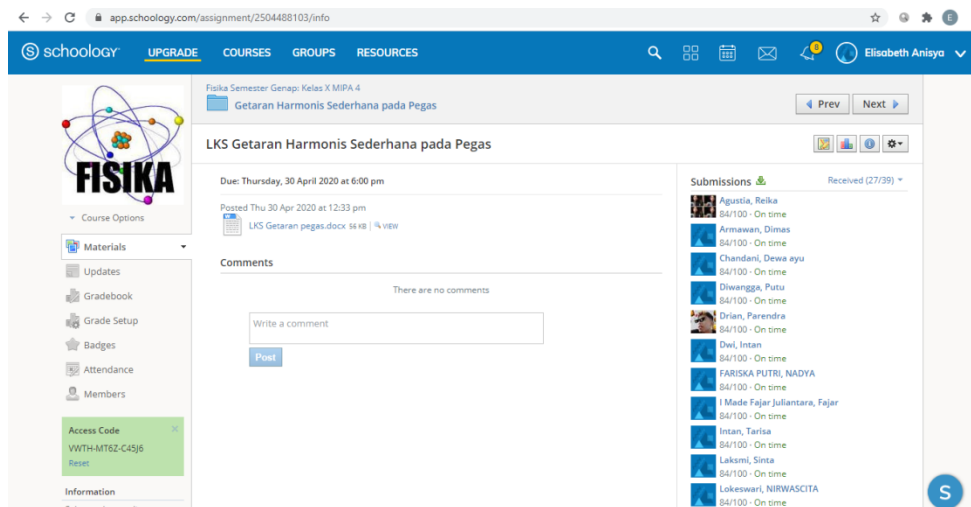 app.schoology.com/assignment/2504488103/info
E
S schoology UPGRADE COURSES GROUPS RESOURCES 8 Elisabeth Anisya
FISIKA
Course Options
Materials
Updates
Gradebook
Grade Setup
Badges
Attendance
Members
Access Code
VWTH-MT6Z-C45J6
Reset
Information
Fisika Semester Genap: Kelas X MIPA 4
Getaran Harmonis Sederhana pada Pegas
Prev Next
LKS Getaran Harmonis Sederhana pada Pegas
Due: Thursday, 30 April 2020 at 6:00 pm
Posted Thu 30 Apr 2020 at 12:33 pm
LKS Getaran pegas.docx 56 KB | VIEW
Comments
There are no comments
Write a comment
Post
Submissions Received (27/39)
Agustia, Reika
84/100 · On time
Armawan, Dimas
84/100 · On time
Chandani, Dewa ayu
84/100 · On time
Diwangga, Putu
84/100 · On time
Drian, Parendra
84/100 · On time
Dwi, Intan
84/100 · On time
FARISKA PUTRI, NADYA
84/100 · On time
I Made Fajar Juliantara, Fajar
84/100 · On time
Intan, Tarisa
84/100 · On time
Laksmi, Sinta
84/100 · On time
Lokeswari, NIRWASCITA
84/100 · On time
S